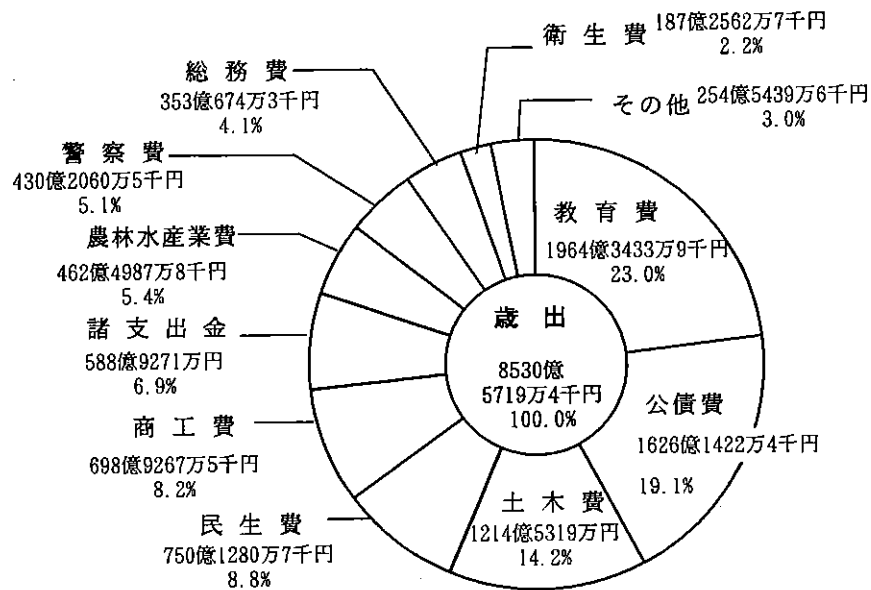 衛生費 187億2562万7千円
2.2%
総務費
353億674万3千円
4.1%
その他 254億5439万6千円
3.0%
警察費
430億2060万5千円
5.1%
教育費
1964億3433万9千円
23.0%
農林水産業費
462億4987万8千円
5.4%
歳出
8530億
5719万4千円
100.0%
諸支出金
588億9271万円
6.9%
公債費
1626億1422万4千円
19.1%
商工費
698億9267万5千円
8.2%
土木費
1214億5319万円
14.2%
民生費
750億1280万7千円
8.8%